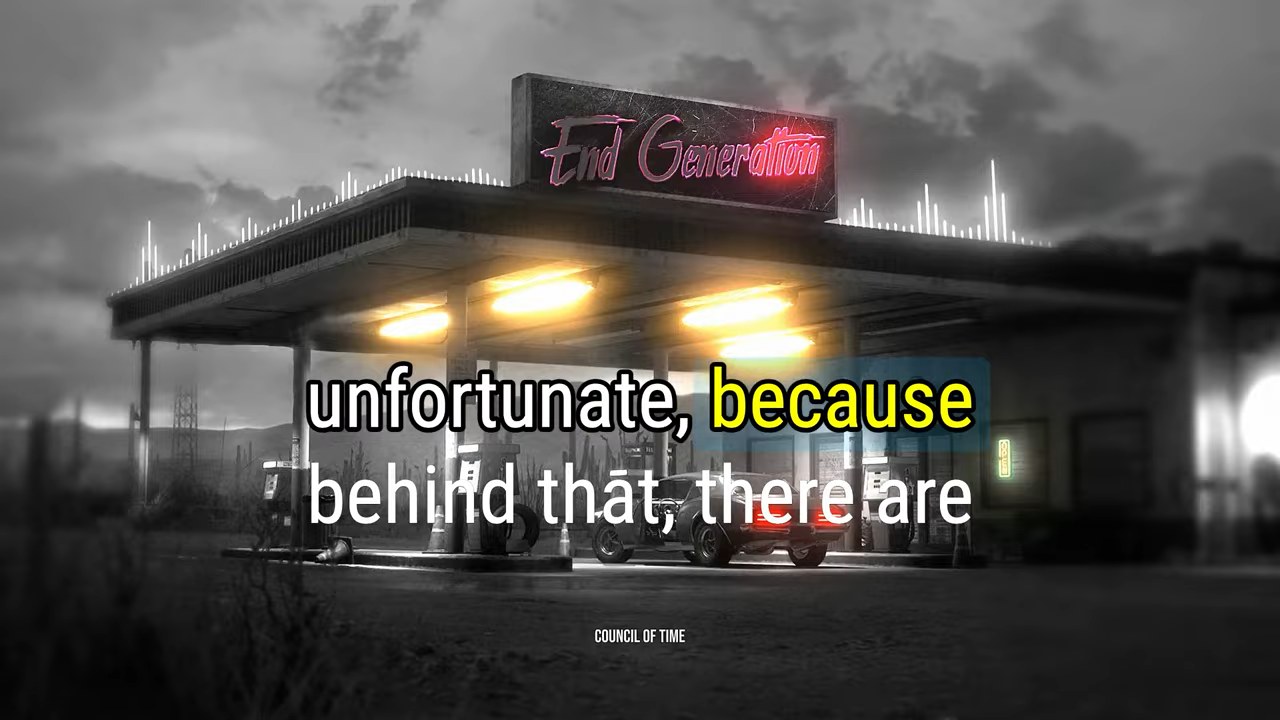 End Generation
unfortunate, because
behind that, there are
COUNCIL OF TIME